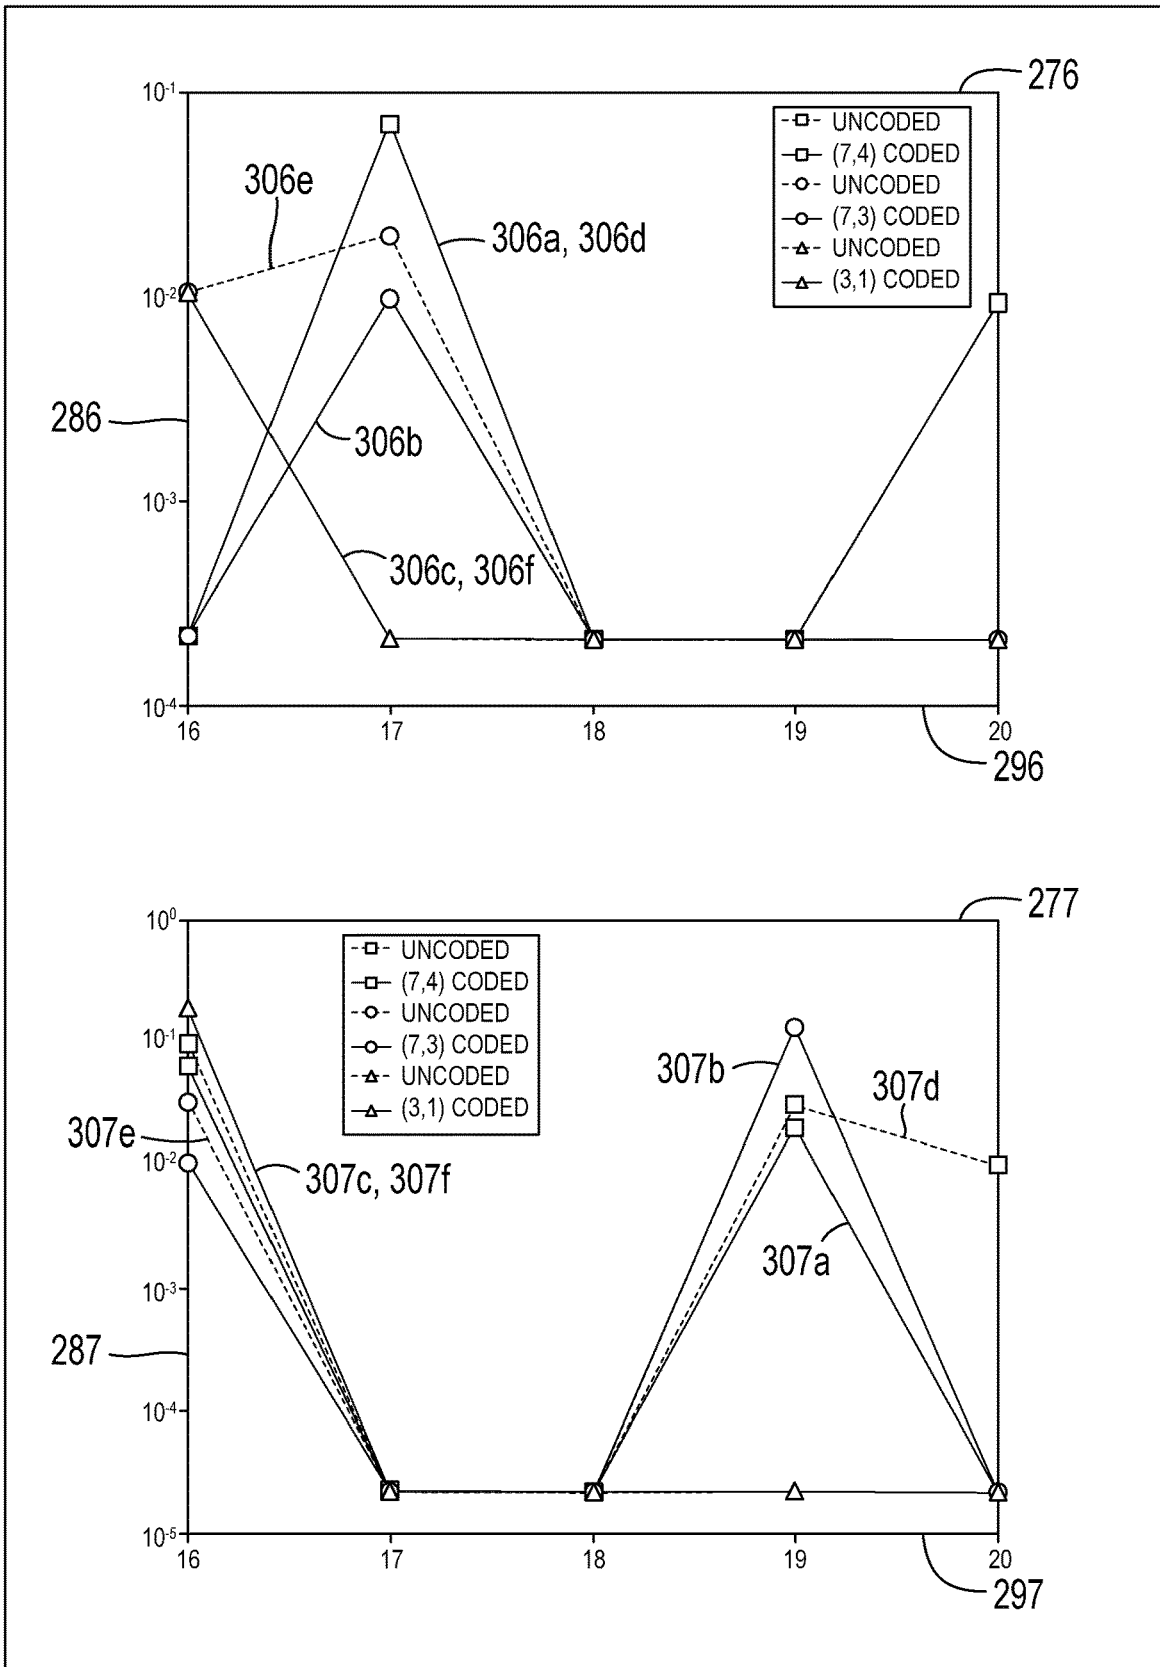 276
10-1
UNCODED
(7,4) CODED
UNCODED
(7,3) CODED
UNCODED
(3,1) CODED
306e
306a, 306d
10-2
286
306b
10-3
306c, 306f
10-4
16 17 18 19 20
296
277
100
UNCODED
(7,4) CODED
UNCODED
(7,3) CODED
UNCODED
(3,1) CODED
10-1
307b
307d
307e
10-2
307c, 307f
307a
10-3
287
10-4
10-5
16 17 18 19 20
297